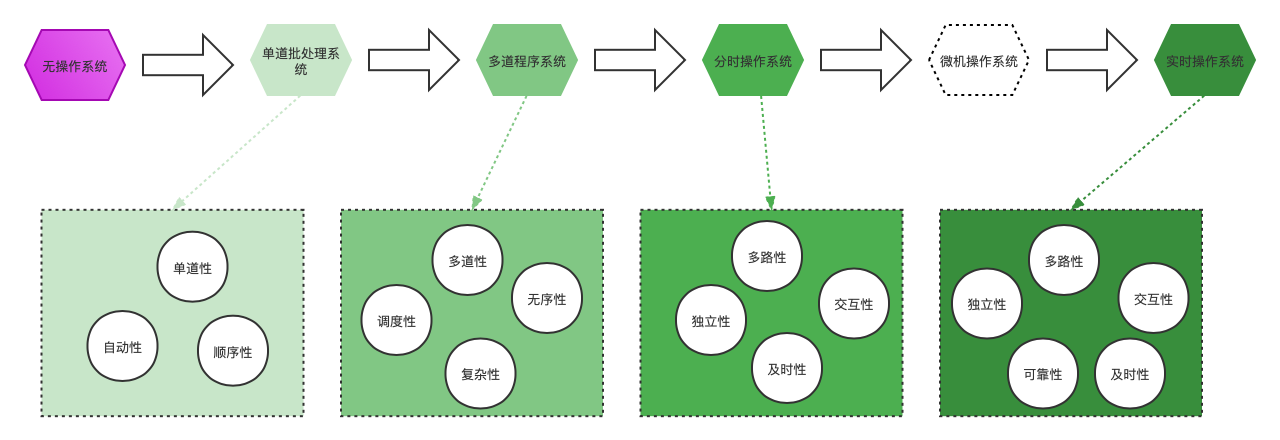 无操作系统
单道批处理系
统
多道程序系统
分时操作系统
微机操作系统
实时操作系统
单道性
自动性
顺序性
多道性
无序性
调度性
复杂性
多路性
交互性
独立性
及时性
多路性
交互性
独立性
可靠性
及时性